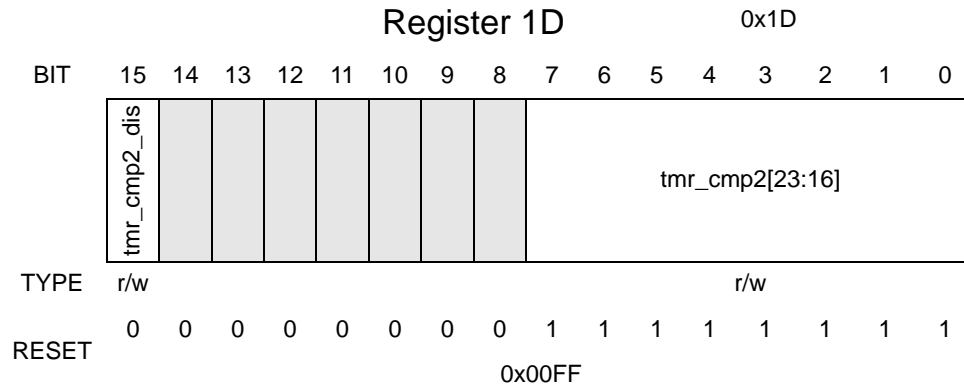 Register 1D 0x1D
BIT 15 14 13 12 11 10 9 8 7 6 5 4 3 2 1 0
tmr_cmp2_dis
tmr_cmp2[23:16]
TYPE r/w r/w
RESET 0 0 0 0 0 0 0 0 1 1 1 1 1 1 1 1
0x00FF